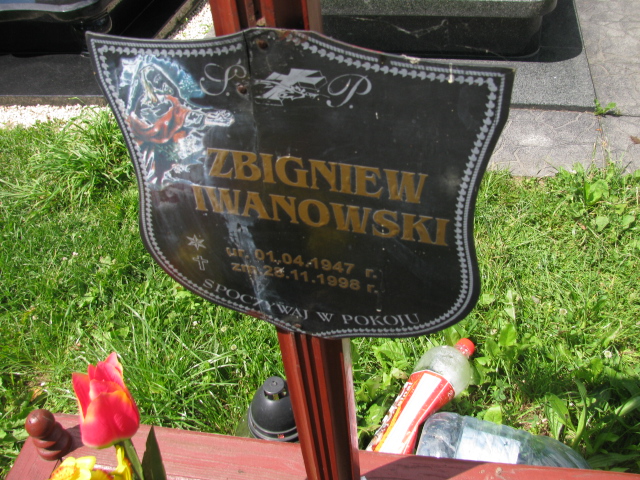 Ś P.
ZBIGNIEW
IWANOWSKI
ur. 01.04.1947 r.
zm. 28.11.1998 r.
SPOCZYWAJ W POKOJU